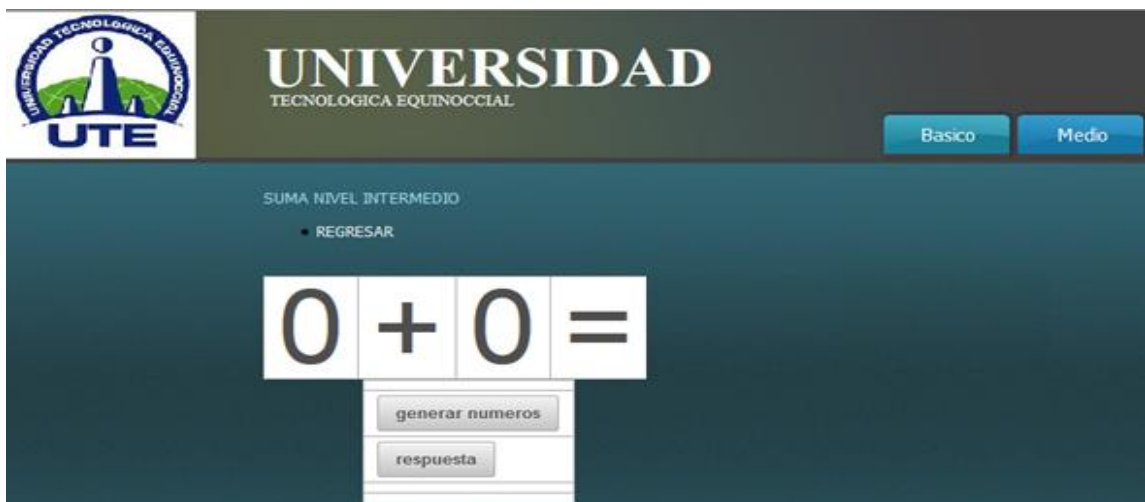 UNIVERSIDAD TECNOLOGICA EQUINOCCIAL
UTE
UNIVERSIDAD
TECNOLOGICA EQUINOCCIAL
Basico
Medio
SUMA NIVEL INTERMEDIO
REGRESAR
0 + 0 =
generar numeros
respuesta